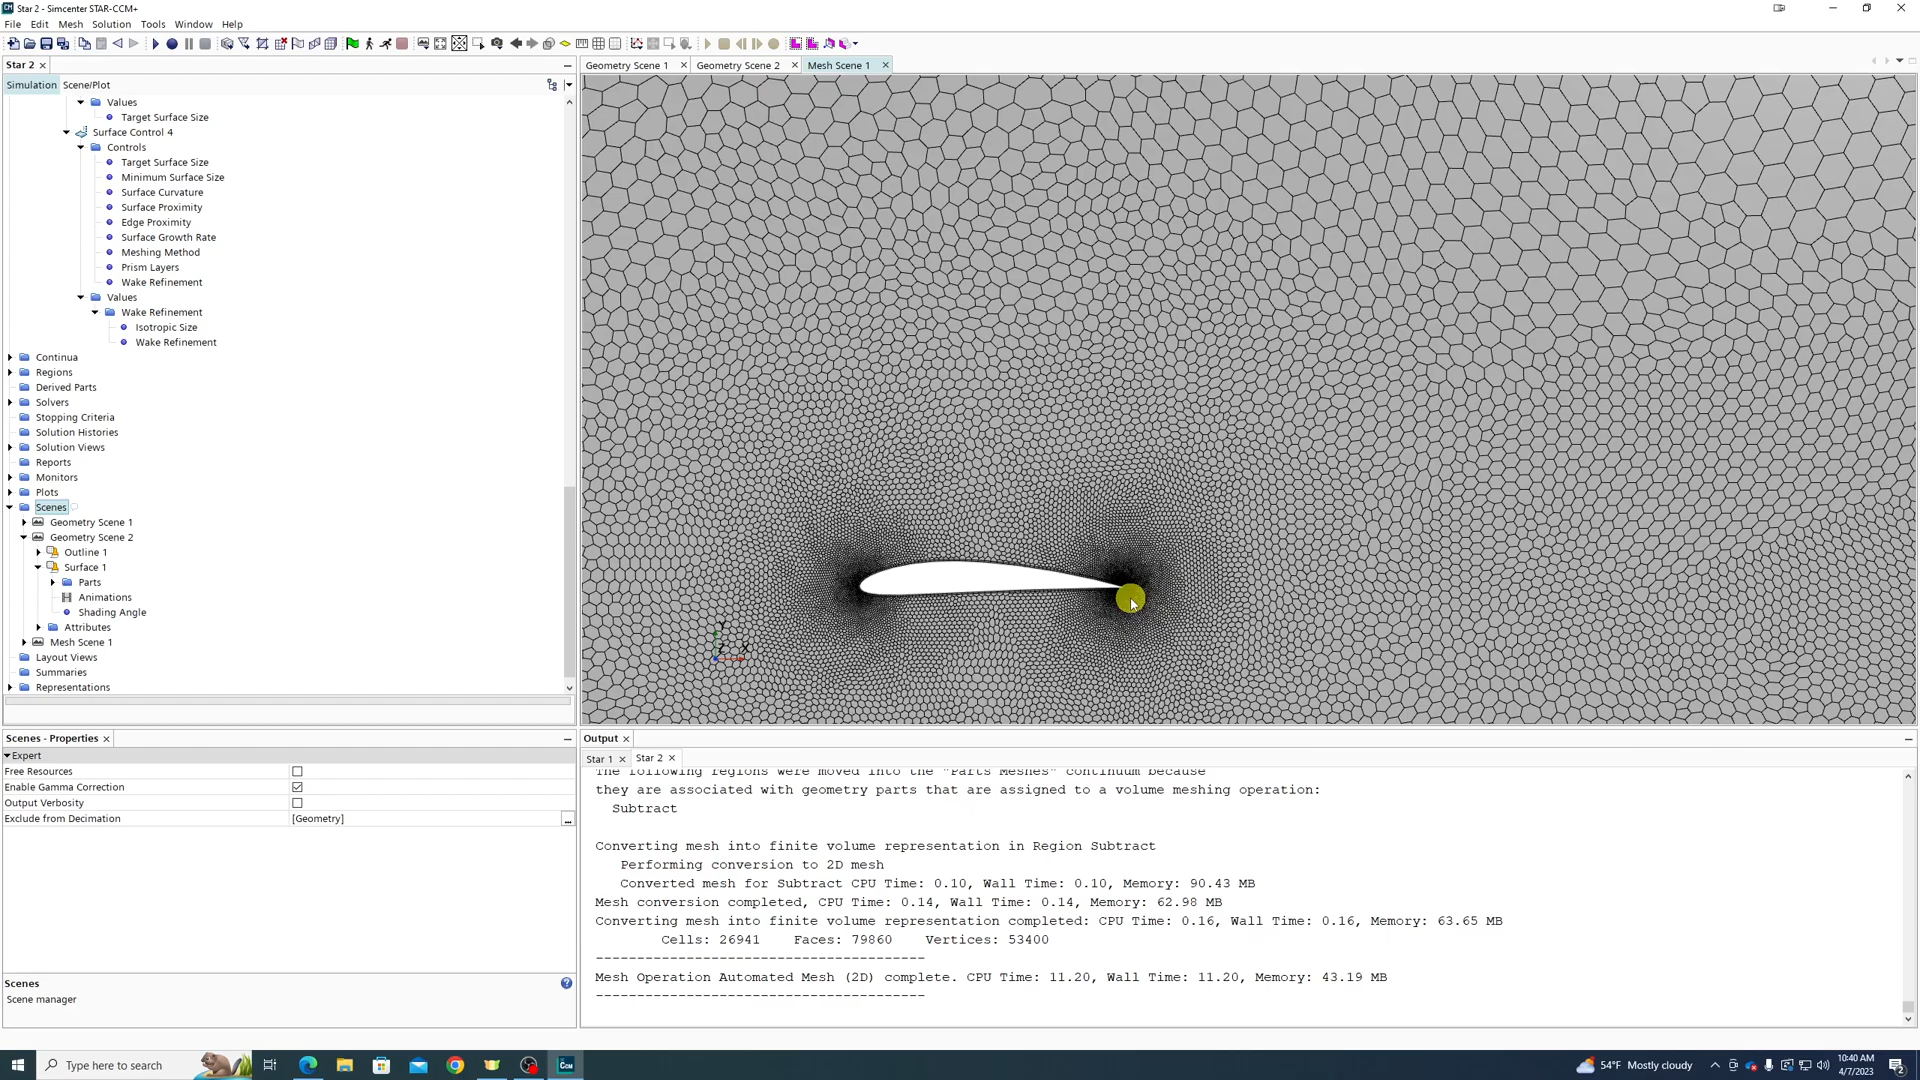 Star 2 - Simcenter STAR-CCM+
File Edit Mesh Solution Tools Window Help
Star 2
Simulation Scene/Plot
Values
Target Surface Size
Surface Control 4
Controls
Target Surface Size
Minimum Surface Size
Surface Curvature
Surface Proximity
Edge Proximity
Surface Growth Rate
Meshing Method
Prism Layers
Wake Refinement
Values
Wake Refinement
Isotropic Size
Wake Refinement
Continua
Regions
Derived Parts
Solvers
Stopping Criteria
Solution Histories
Solution Views
Reports
Monitors
Plots
Scenes
Geometry Scene 1
Geometry Scene 2
Outline 1
Surface 1
Parts
Animations
Shading Angle
Attributes
Mesh Scene 1
Layout Views
Summaries
Representations
Scenes - Properties
Expert
Free Resources
Enable Gamma Correction
Output Verbosity
Exclude from Decimation [Geometry] ...
Scenes
Scene manager
Geometry Scene 1 Geometry Scene 2 Mesh Scene 1
Y
Z X
Output
Star 1 Star 2
The following regions were moved into the "Parts Meshes" continuum because
they are associated with geometry parts that are assigned to a volume meshing operation:
Subtract
Converting mesh into finite volume representation in Region Subtract
Performing conversion to 2D mesh
Converted mesh for Subtract CPU Time: 0.10, Wall Time: 0.10, Memory: 90.43 MB
Mesh conversion completed, CPU Time: 0.14, Wall Time: 0.14, Memory: 62.98 MB
Converting mesh into finite volume representation completed: CPU Time: 0.16, Wall Time: 0.16, Memory: 63.65 MB
Cells: 26941 Faces: 79860 Vertices: 53400
----------------------------------------
Mesh Operation Automated Mesh (2D) complete. CPU Time: 11.20, Wall Time: 11.20, Memory: 43.19 MB
----------------------------------------
Type here to search
54°F Mostly cloudy
10:40 AM
4/7/2023